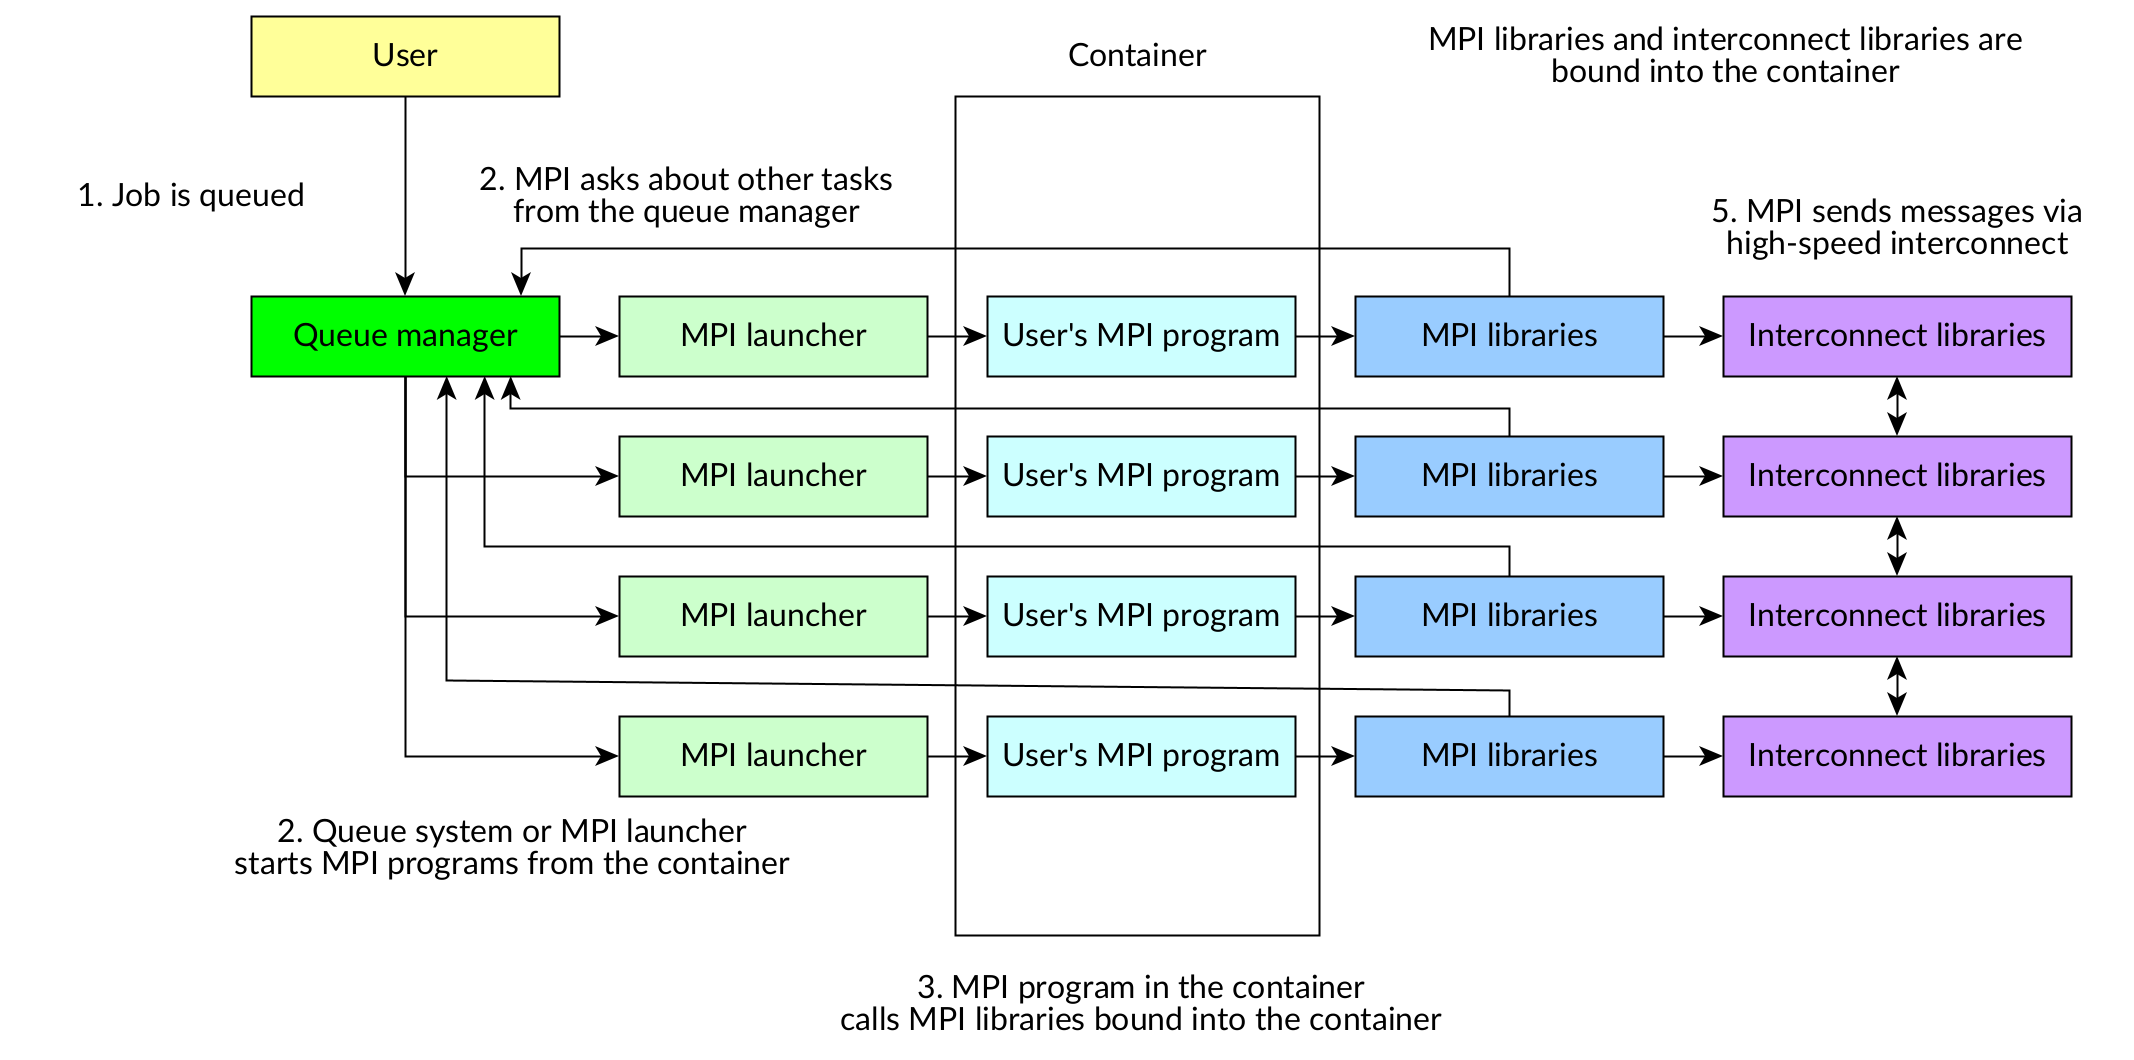 User
Container
MPI libraries and interconnect libraries are
bound into the container
1. Job is queued
2. MPI asks about other tasks
from the queue manager
5. MPI sends messages via
high-speed interconnect
Queue manager
MPI launcher
User's MPI program
MPI libraries
Interconnect libraries
MPI launcher
User's MPI program
MPI libraries
Interconnect libraries
MPI launcher
User's MPI program
MPI libraries
Interconnect libraries
MPI launcher
User's MPI program
MPI libraries
Interconnect libraries
2. Queue system or MPI launcher
starts MPI programs from the container
3. MPI program in the container
calls MPI libraries bound into the container